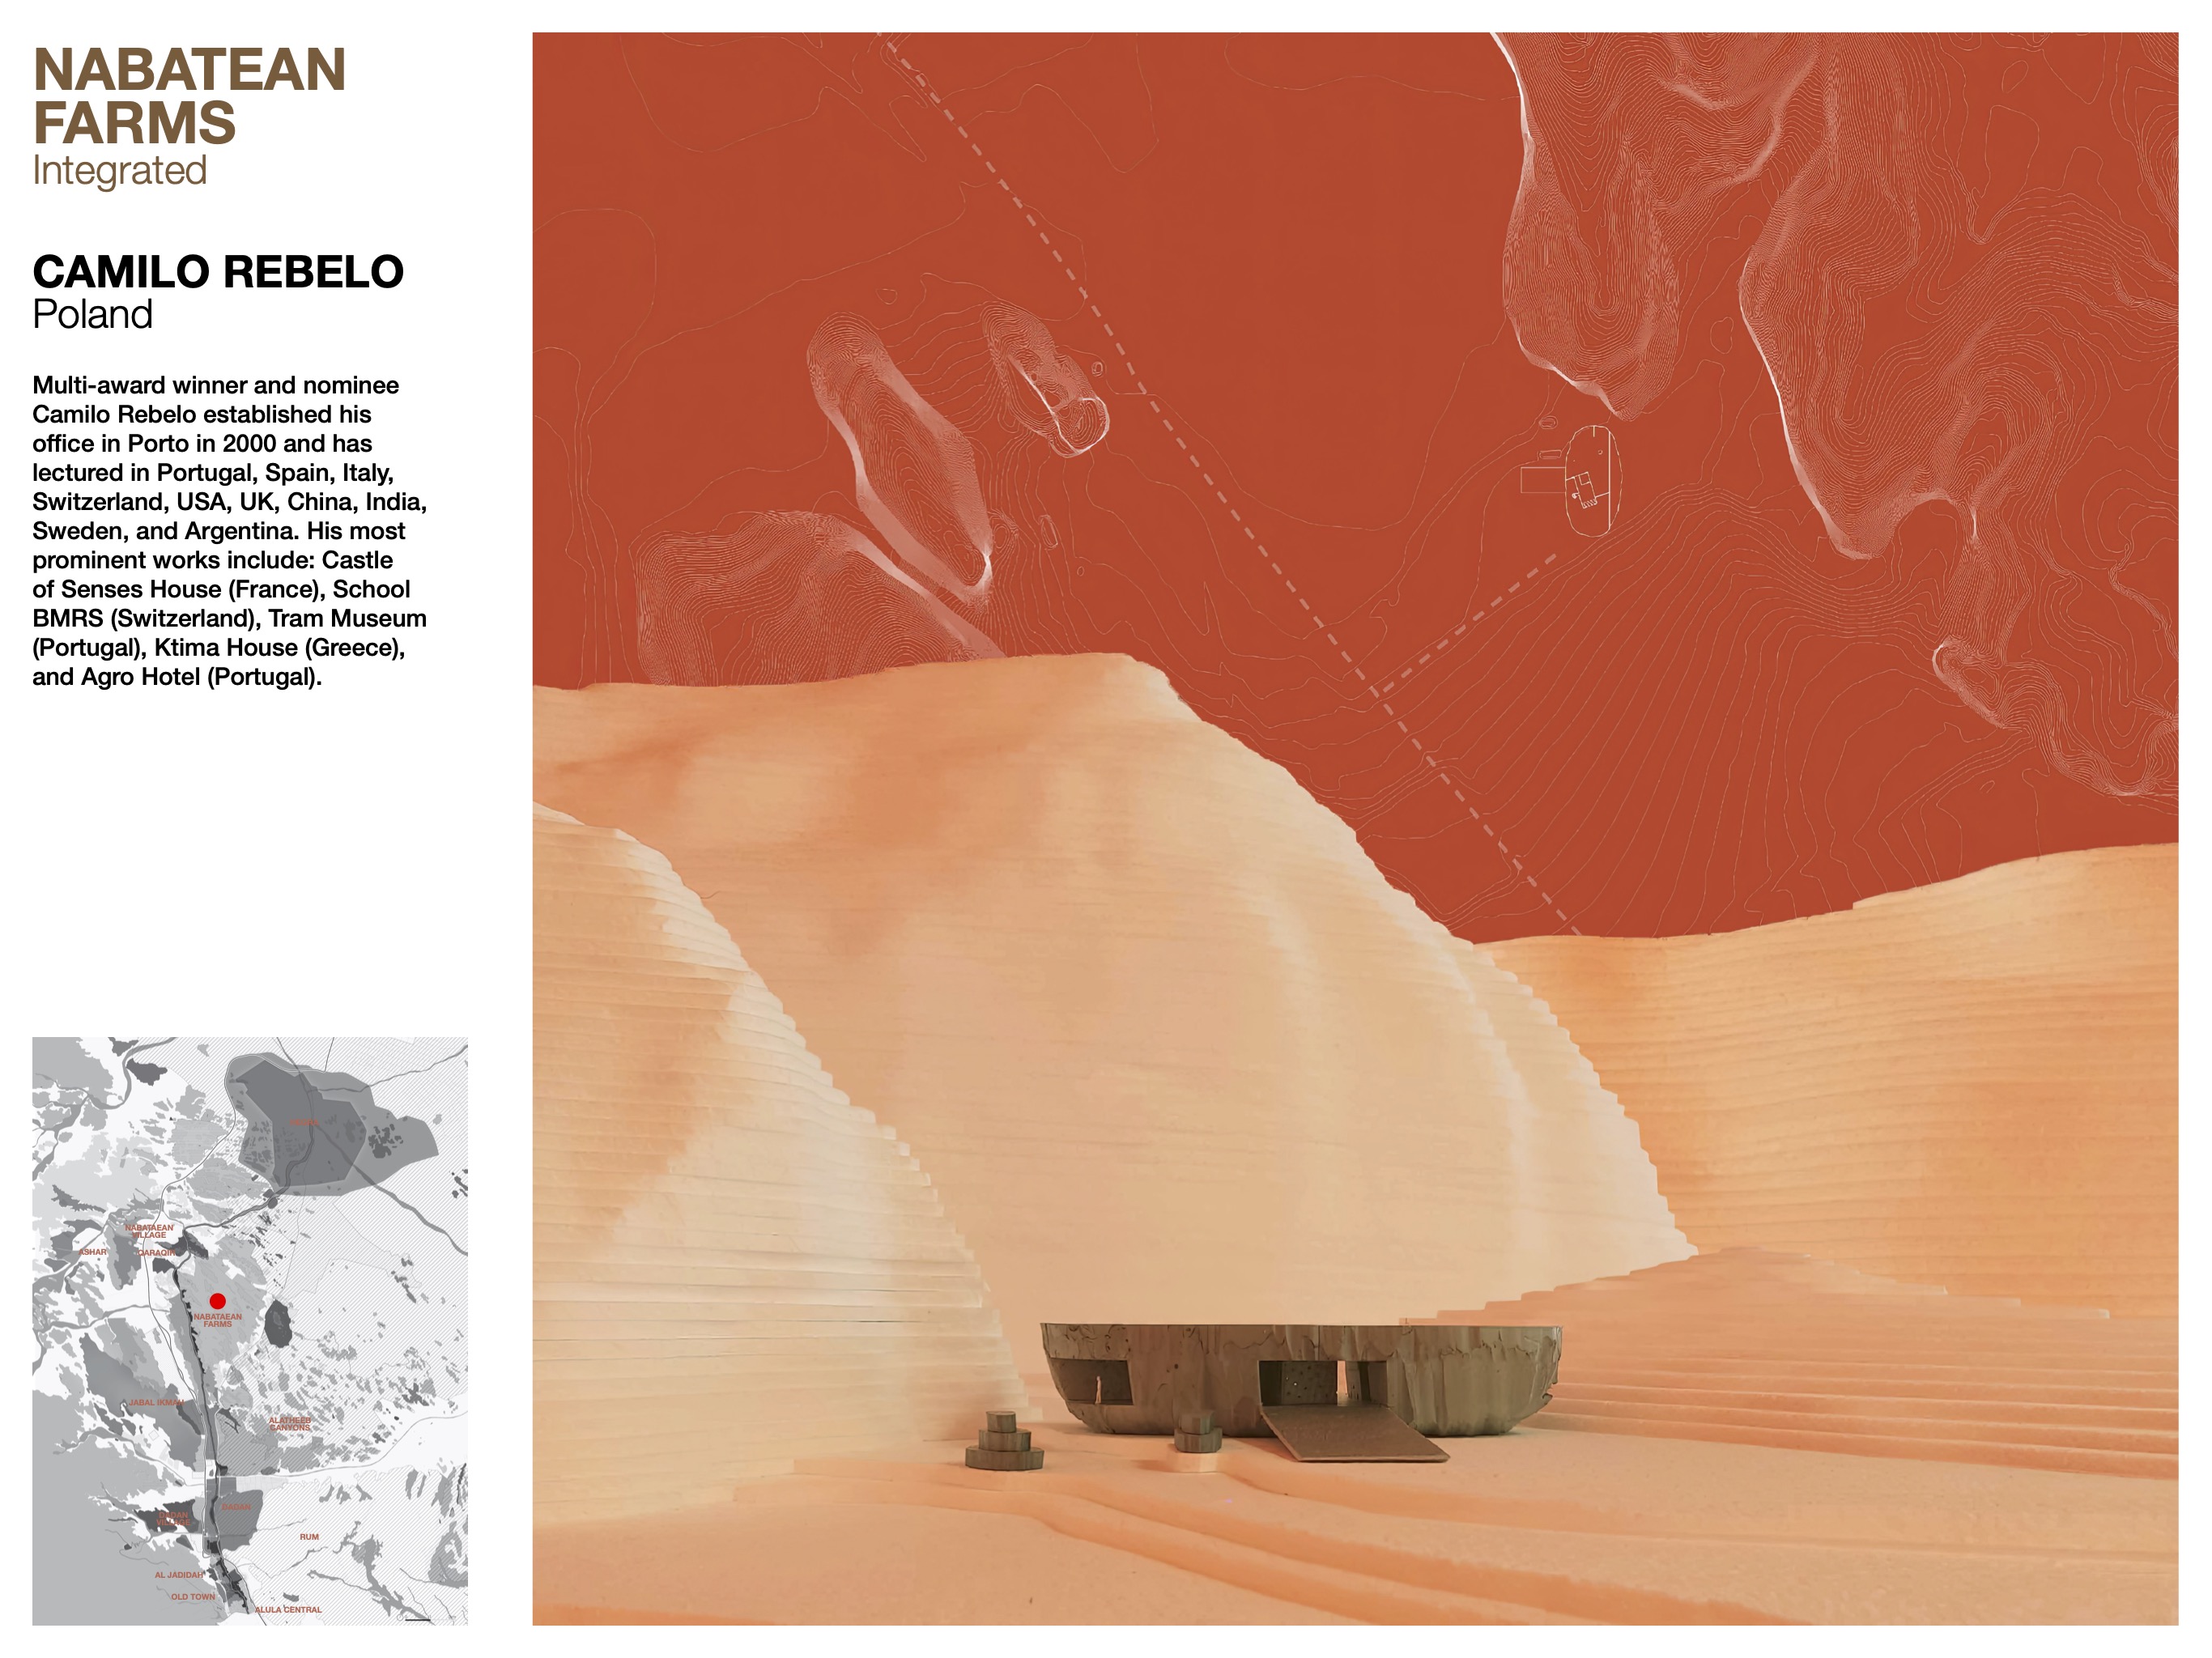 NABATEAN
FARMS
Integrated
CAMILO REBELO
Poland
Multi-award winner and nominee
Camilo Rebelo established his
office in Porto in 2000 and has
lectured in Portugal, Spain, Italy,
Switzerland, USA, UK, China, India,
Sweden, and Argentina. His most
prominent works include: Castle
of Senses House (France), School
BMRS (Switzerland), Tram Museum
(Portugal), Ktima House (Greece),
and Agro Hotel (Portugal).
NABATAEAN
VILLAGE
ASHAR
QARAQIR
NABATAEAN
FARMS
JABAL IKMAH
ALATHEEB
CANYONS
DADAN
DADAN
VILLAGE
RUM
AL JADIDAH
OLD TOWN
ALULA CENTRAL